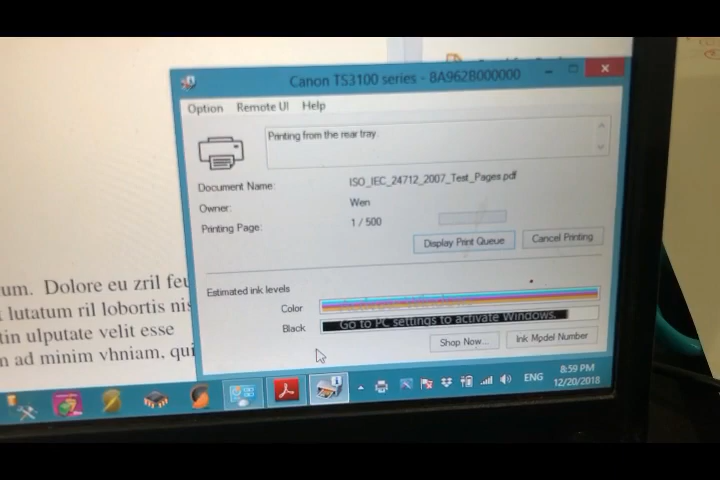 Canon TS3100 series - 8A962B000000
Option Remote UI Help
Printing from the rear tray.
Document Name: ISO_IEC_24712_2007_Test_Pages.pdf
Owner: Wen
Printing Page: 1 / 500
Display Print Queue Cancel Printing
Estimated ink levels
Color
Black Go to PC settings to activate Windows.
Shop Now... Ink Model Number
um. Dolore eu zril feu
t lutatum ril lobortis nis
tin ulputate velit esse
n ad minim vhniam, qui
ENG 8:59 PM
12/20/2018